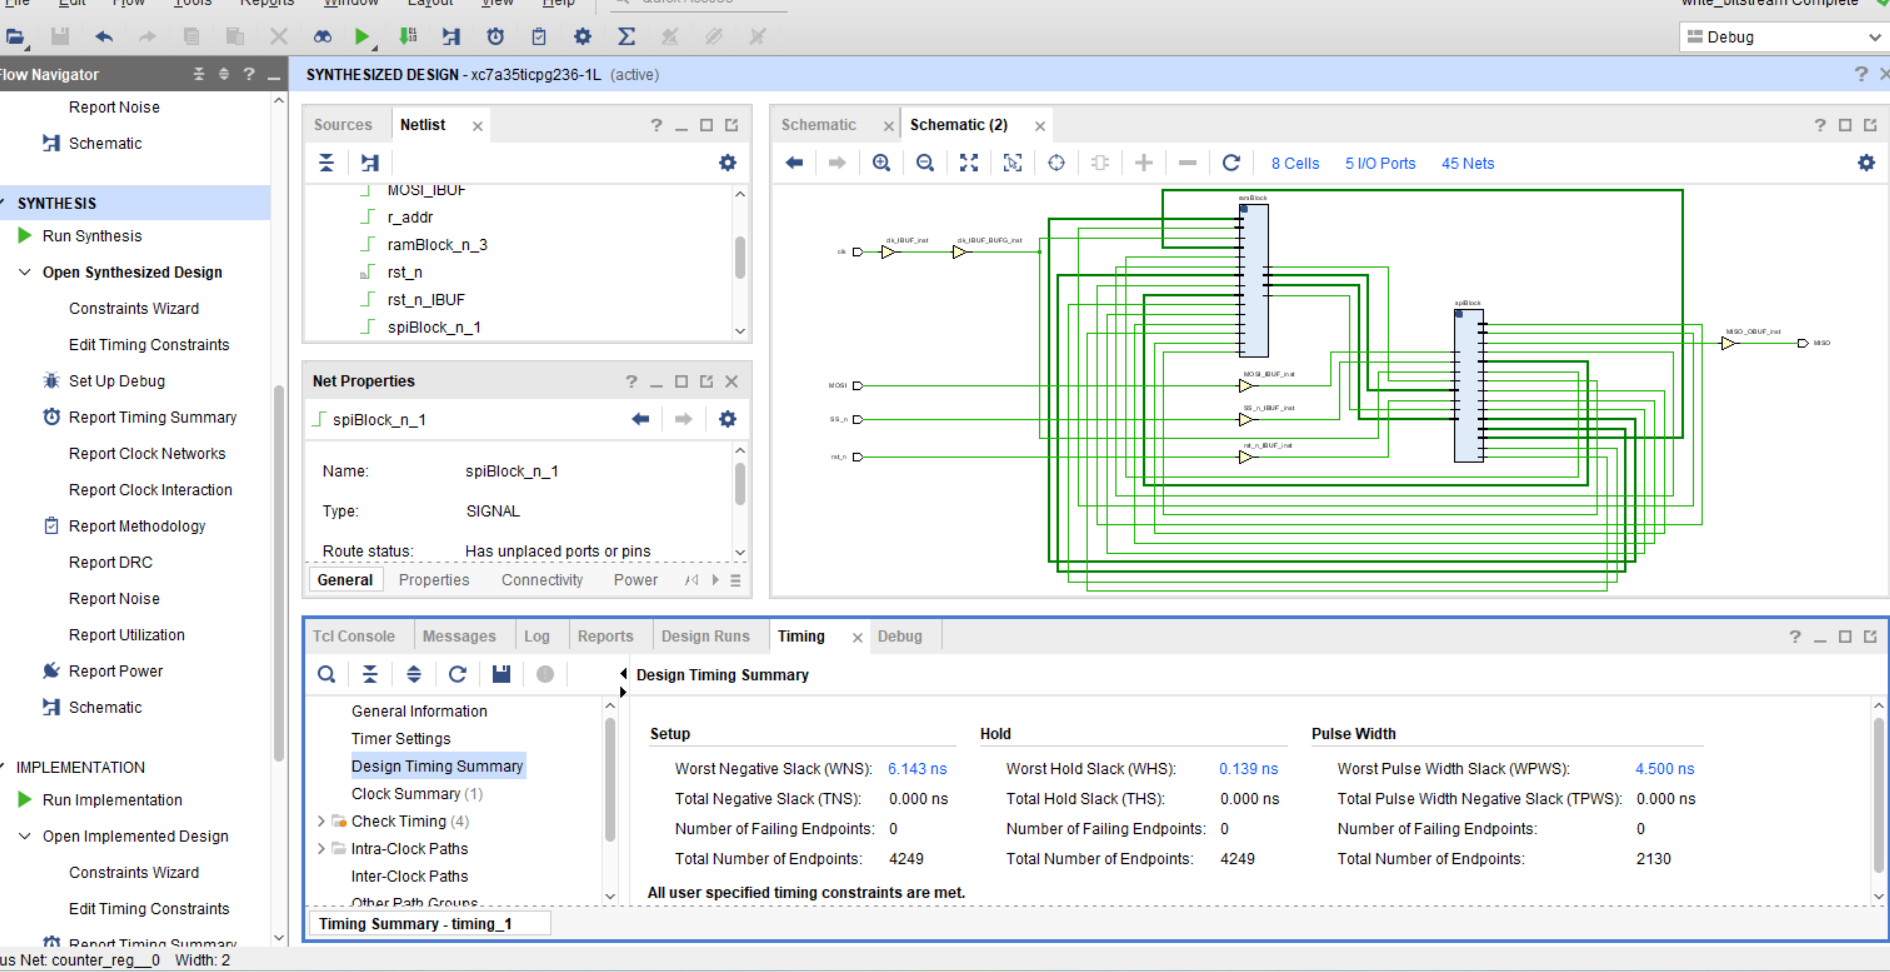 File Edit Flow Tools Reports Window Layout View Help Quick Access write_bitstream Complete
Debug
Flow Navigator
SYNTHESIZED DESIGN - xc7a35ticpg236-1L (active)
Report Noise
Schematic
SYNTHESIS
Run Synthesis
Open Synthesized Design
Constraints Wizard
Edit Timing Constraints
Set Up Debug
Report Timing Summary
Report Clock Networks
Report Clock Interaction
Report Methodology
Report DRC
Report Noise
Report Utilization
Report Power
Schematic
IMPLEMENTATION
Run Implementation
Open Implemented Design
Constraints Wizard
Edit Timing Constraints
Report Timing Summary
Sources Netlist
MOSI_IBUF
r_addr
ramBlock_n_3
rst_n
rst_n_IBUF
spiBlock_n_1
Net Properties
spiBlock_n_1
Name: spiBlock_n_1
Type: SIGNAL
Route status: Has unplaced ports or pins
General Properties Connectivity Power
Schematic Schematic (2)
8 Cells 5 I/O Ports 45 Nets
ramBlock
clk clk_IBUF_inst clk_IBUF_BUFG_inst
spiBlock
MISO_OBUF_inst MISO
MOSI MOSI_IBUF_inst
SS_n SS_n_IBUF_inst
rst_n rst_n_IBUF_inst
Tcl Console Messages Log Reports Design Runs Timing Debug
Design Timing Summary
General Information
Timer Settings
Design Timing Summary
Clock Summary (1)
Check Timing (4)
Intra-Clock Paths
Inter-Clock Paths
Other Path Groups
Setup Hold Pulse Width
Worst Negative Slack (WNS): 6.143 ns Worst Hold Slack (WHS): 0.139 ns Worst Pulse Width Slack (WPWS): 4.500 ns
Total Negative Slack (TNS): 0.000 ns Total Hold Slack (THS): 0.000 ns Total Pulse Width Negative Slack (TPWS): 0.000 ns
Number of Failing Endpoints: 0 Number of Failing Endpoints: 0 Number of Failing Endpoints: 0
Total Number of Endpoints: 4249 Total Number of Endpoints: 4249 Total Number of Endpoints: 2130
All user specified timing constraints are met.
Timing Summary - timing_1
us Net: counter_reg__0 Width: 2